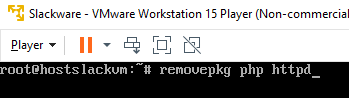 Slackware - VMware Workstation 15 Player (Non-commercial
Player
root@hostslackvm:~# removepkg php httpd_